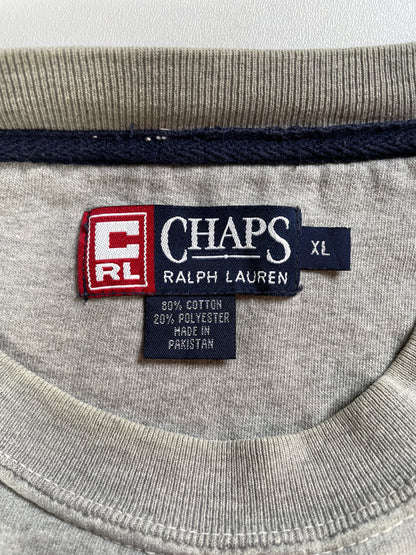 C
RL
CHAPS
RALPH LAUREN
XL
80% COTTON
20% POLYESTER
MADE IN
PAKISTAN